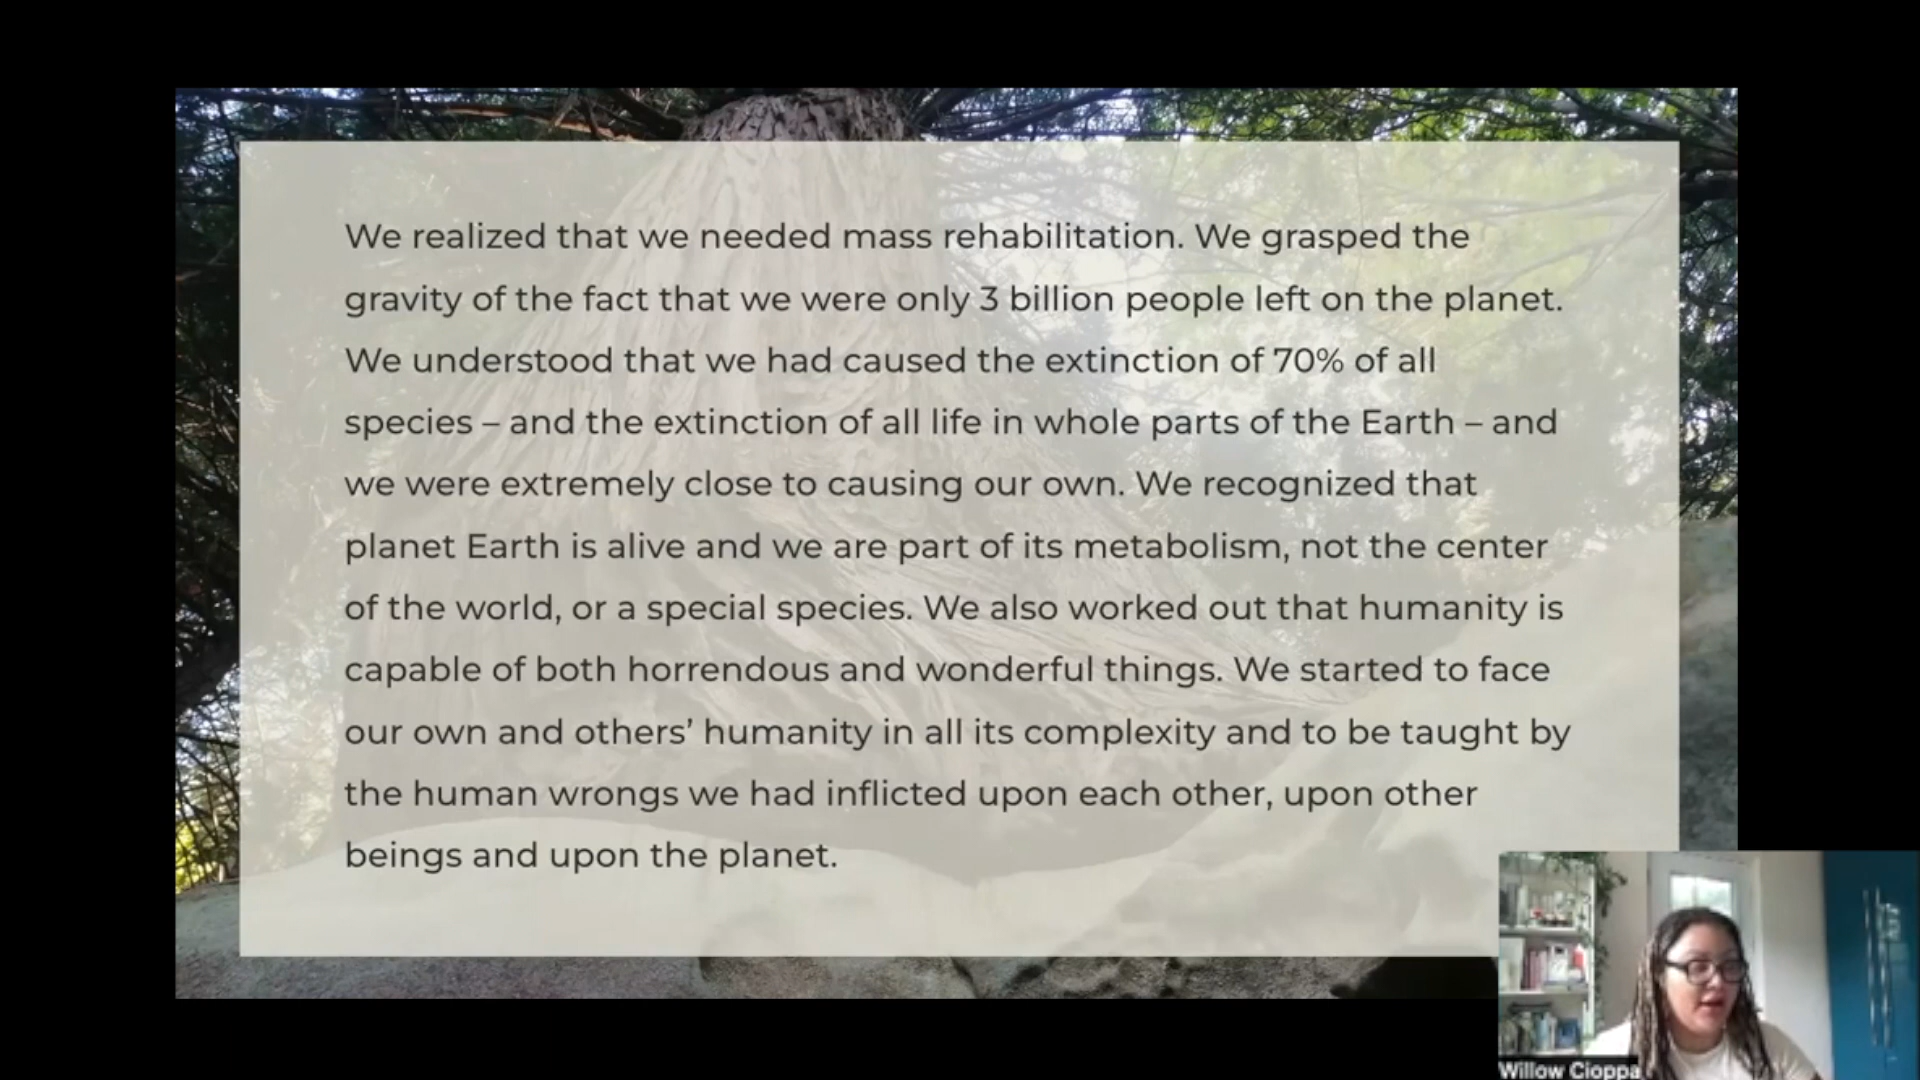 We realized that we needed mass rehabilitation. We grasped the
gravity of the fact that we were only 3 billion people left on the planet.
We understood that we had caused the extinction of 70% of all
species – and the extinction of all life in whole parts of the Earth – and
we were extremely close to causing our own. We recognized that
planet Earth is alive and we are part of its metabolism, not the center
of the world, or a special species. We also worked out that humanity is
capable of both horrendous and wonderful things. We started to face
our own and others’ humanity in all its complexity and to be taught by
the human wrongs we had inflicted upon each other, upon other
beings and upon the planet.
Willow Cioppa